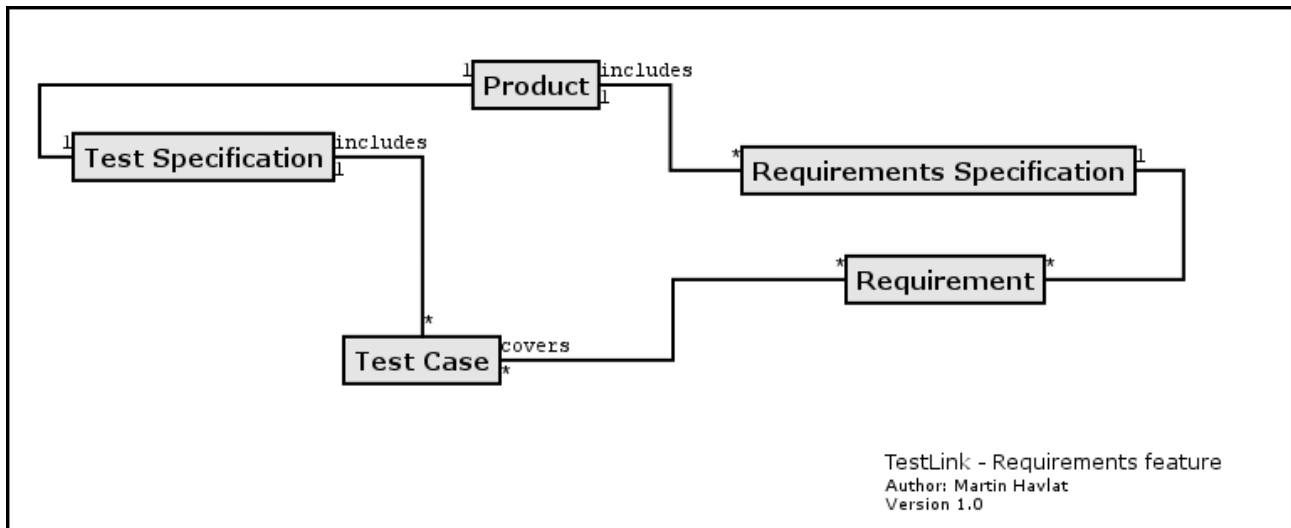 1
Product
includes
1
1
Test Specification
includes
1
*
Requirements Specification
1
*
Requirement
*
*
Test Case
covers
*
TestLink - Requirements feature
Author: Martin Havlat
Version 1.0